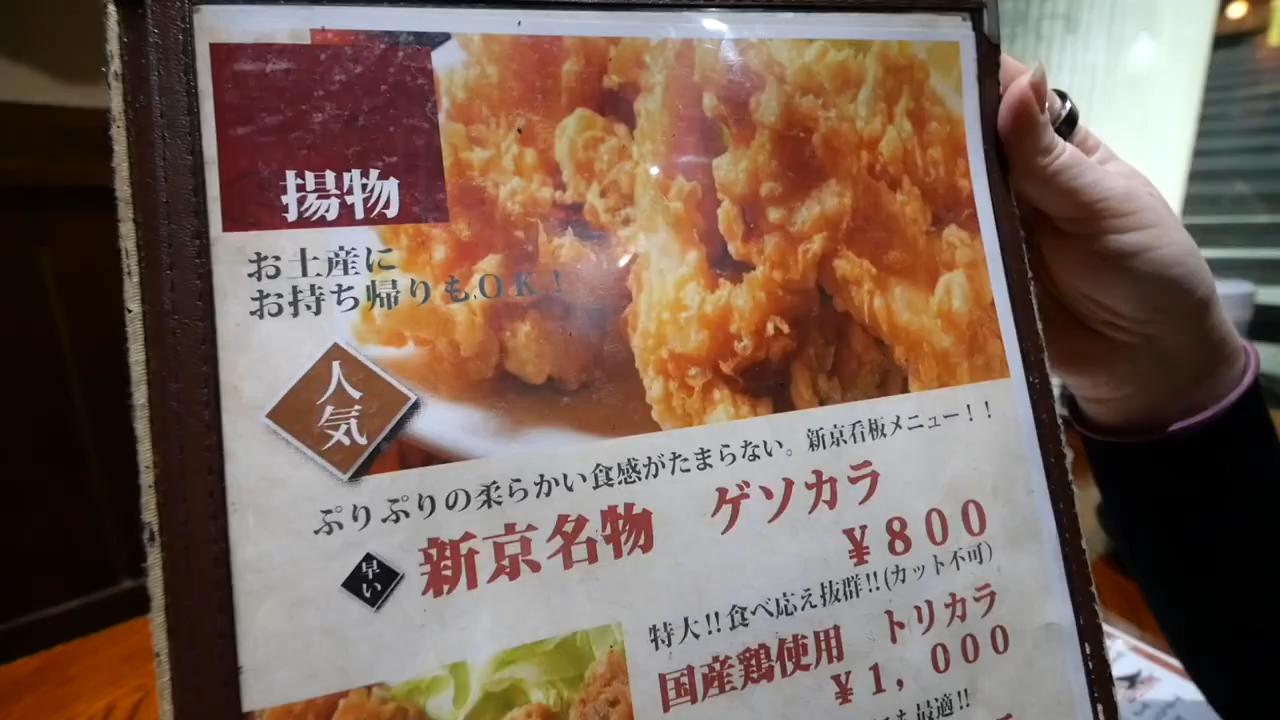 揚物
お土産に
お持ち帰りもOK！
人気
ぷりぷりの柔らかい食感がたまらない。新京看板メニュー！！
早い
新京名物　ゲソカラ
¥800
特大!!食べ応え抜群!!(カット不可)
国産鶏使用　トリカラ
¥1,000
最適!!